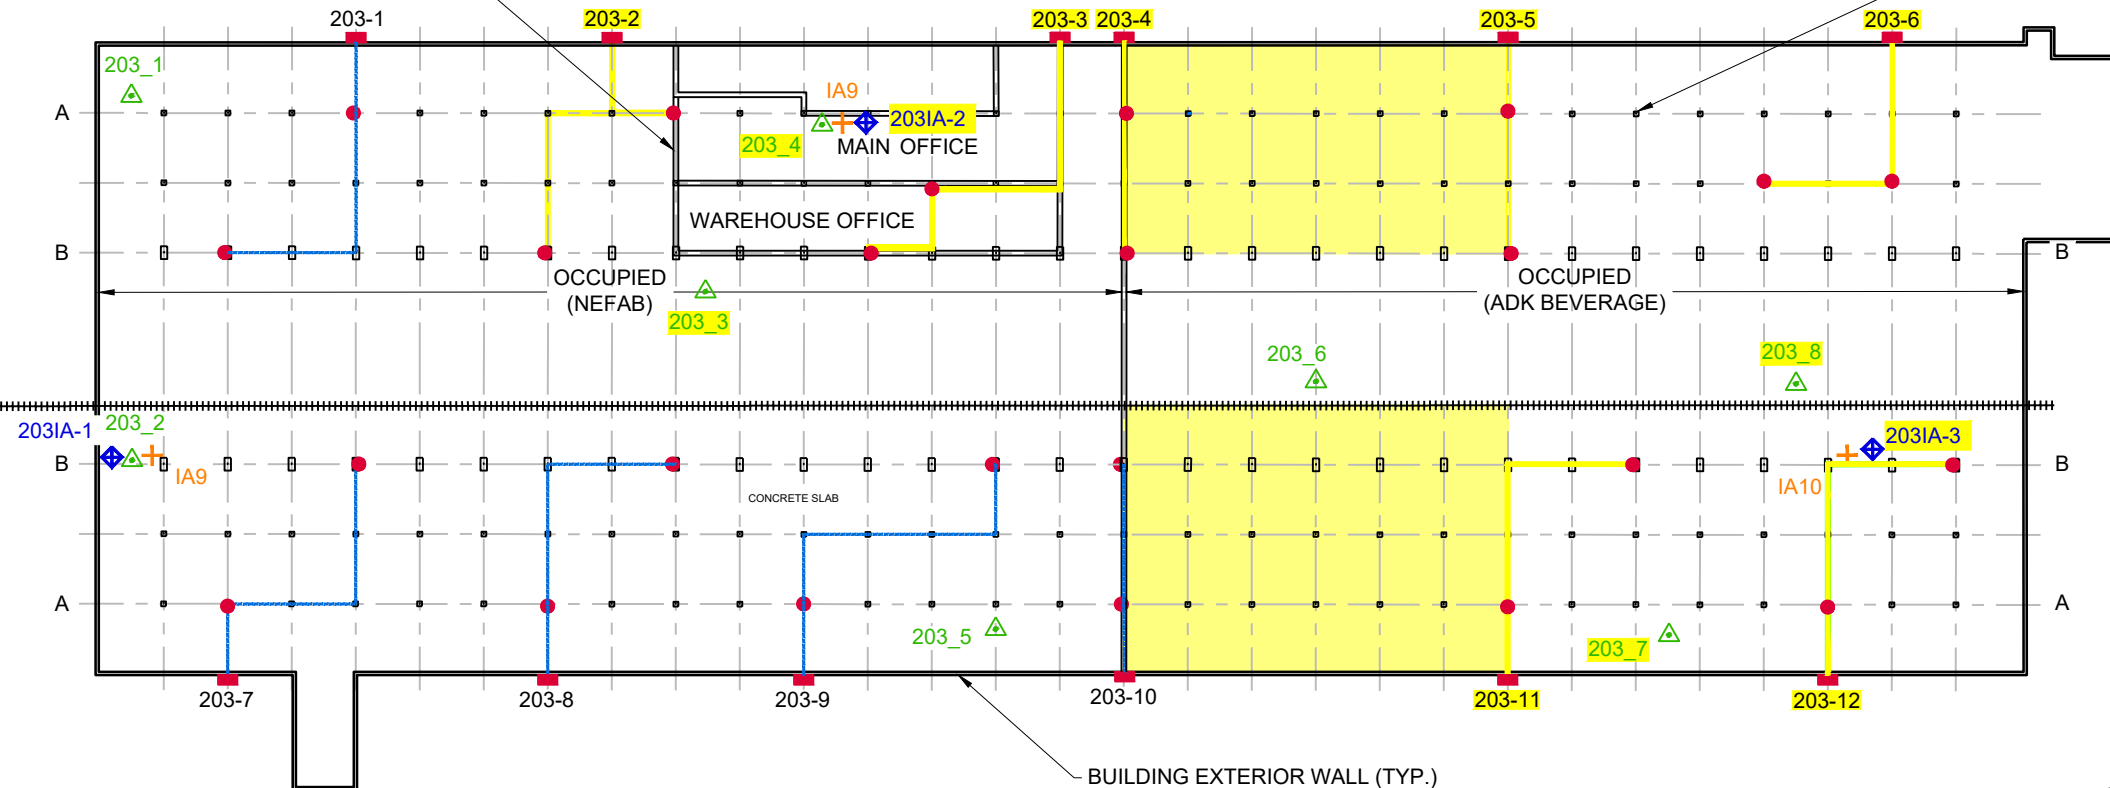 203-1
203-2
203-3
203-4
203-5
203-6
203_1
A
IA9
203IA-2
203_4
MAIN OFFICE
WAREHOUSE OFFICE
B
B
OCCUPIED
(NEFAB)
OCCUPIED
(ADK BEVERAGE)
203_3
203_6
203_8
203IA-1
203_2
203IA-3
B
IA9
CONCRETE SLAB
IA10
B
A
203_5
203_7
A
203-7
203-8
203-9
203-10
203-11
203-12
BUILDING EXTERIOR WALL (TYP.)